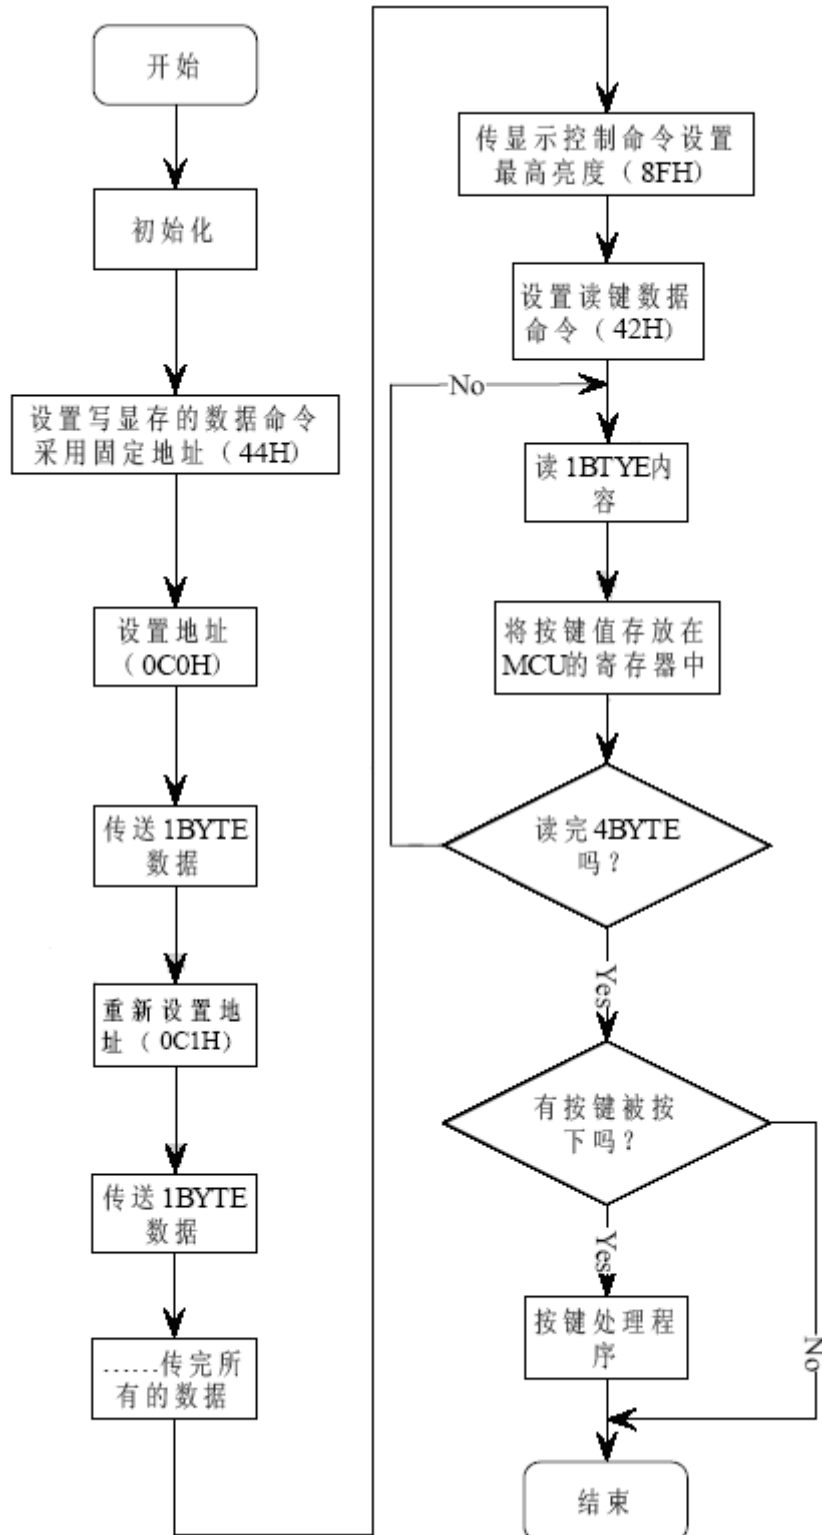 开始
初始化
设置写显存的数据命令
采用固定地址（44H）
设置地址
（0C0H）
传送1BYTE
数据
重新设置地
址（0C1H）
传送1BYTE
数据
……传完所
有的数据
传显示控制命令设置
最高亮度（8FH）
设置读键数据
命令（42H）
No
读1BTYE内
容
将按键值存放在
MCU的寄存器中
读完4BYTE
吗？
Yes
有按键被按
下吗？
Yes
No
按键处理程
序
结束